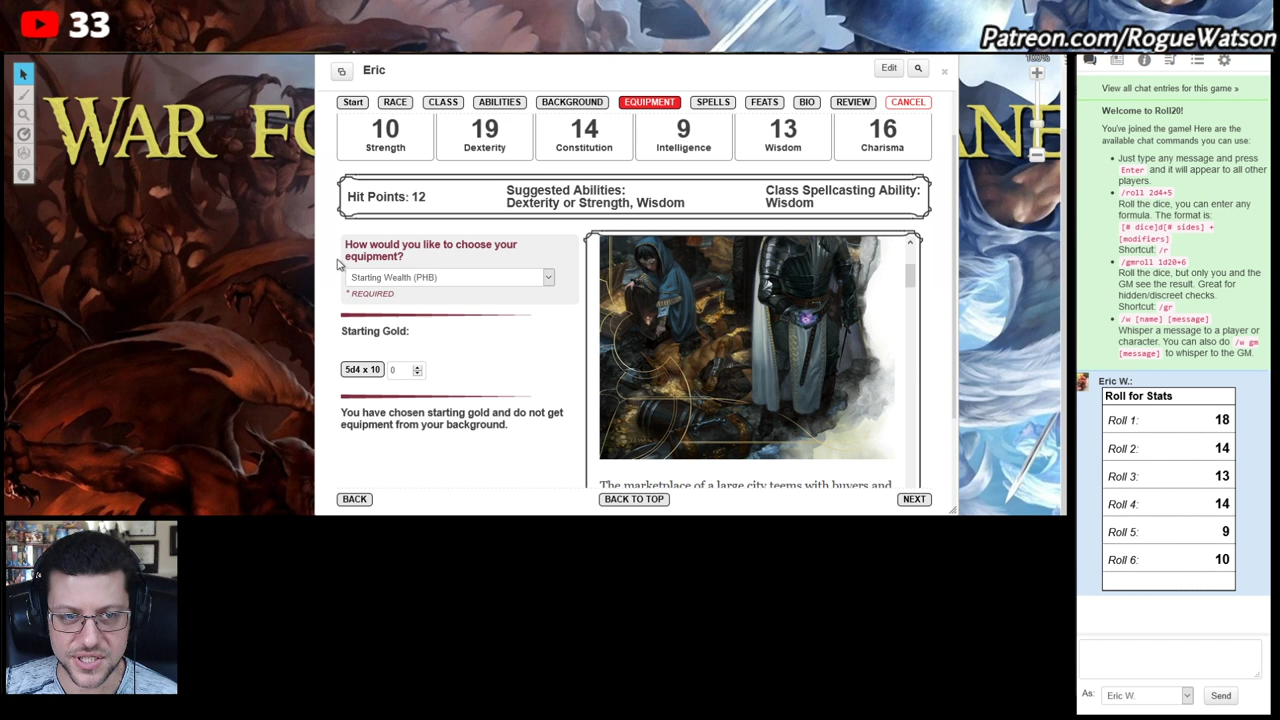 33
Patreon.com/RogueWatson
WAR FO
ANE
Eric
Edit
Start RACE CLASS ABILITIES BACKGROUND EQUIPMENT SPELLS FEATS BIO REVIEW CANCEL
10 19 14 9 13 16
Strength Dexterity Constitution Intelligence Wisdom Charisma
Hit Points: 12
Suggested Abilities:
Dexterity or Strength, Wisdom
Class Spellcasting Ability:
Wisdom
How would you like to choose your
equipment?
Starting Wealth (PHB)
* REQUIRED
Starting Gold:
5d4 x 10 0
You have chosen starting gold and do not get
equipment from your background.
The marketplace of a large city teems with buyers and
BACK BACK TO TOP NEXT
100%
View all chat entries for this game »
Welcome to Roll20!
You've joined the game! Here are the
available chat commands you can use:
• Just type any message and press
Enter and it will appear to all other
players.
• /roll 2d4+5
Roll the dice, you can enter any
formula. The format is:
[# dice]d[# sides] +
[modifiers]
Shortcut: /r
• /gmroll 1d20+6
Roll the dice, but only you and the
GM see the result. Great for
hidden/discreet checks.
Shortcut: /gr
• /w [name] [message]
Whisper a message to a player or
character. You can also do /w gm
[message] to whisper to the GM.
Eric W.:
Roll for Stats
Roll 1: 18
Roll 2: 14
Roll 3: 13
Roll 4: 14
Roll 5: 9
Roll 6: 10
As: Eric W. Send